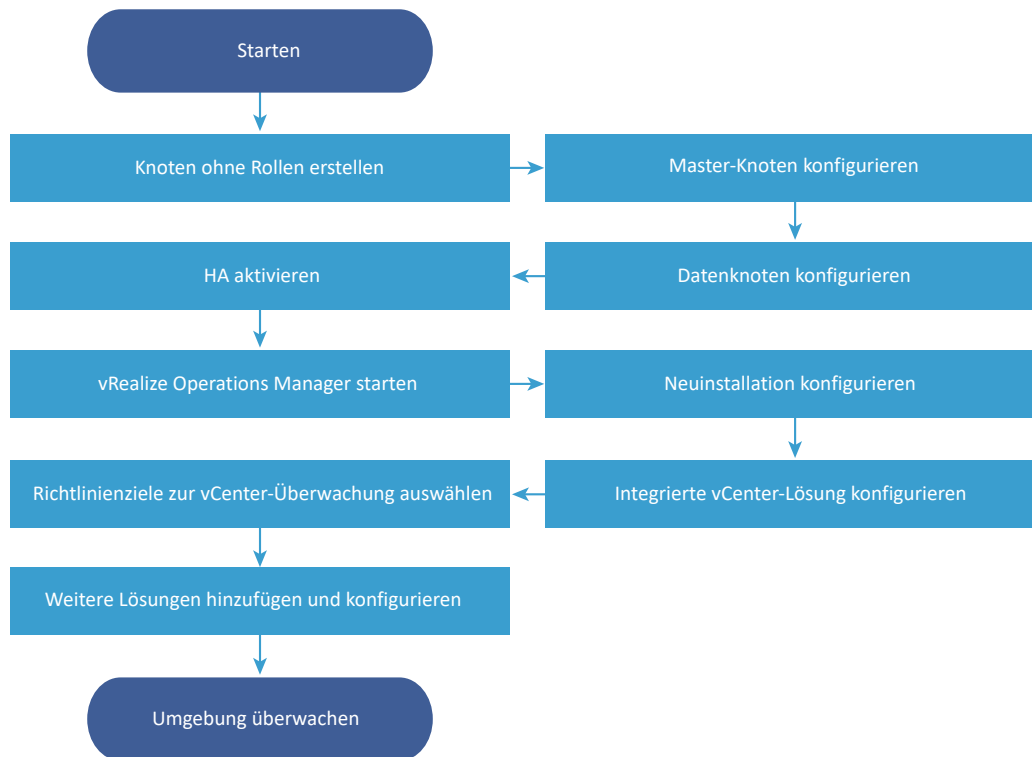 Starten
Knoten ohne Rollen erstellen
Master-Knoten konfigurieren
Datenknoten konfigurieren
HA aktivieren
vRealize Operations Manager starten
Neuinstallation konfigurieren
Integrierte vCenter-Lösung konfigurieren
Richtlinienziele zur vCenter-Überwachung auswählen
Weitere Lösungen hinzufügen und konfigurieren
Umgebung überwachen